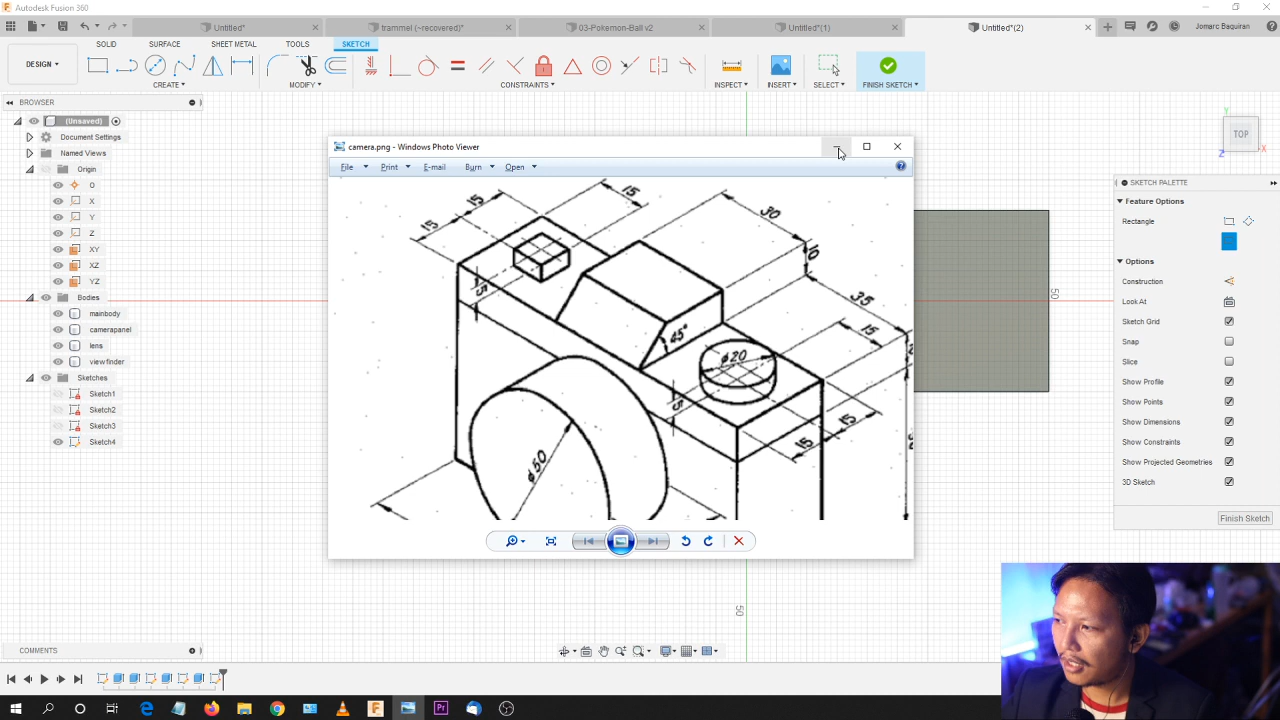 Autodesk Fusion 360
Untitled*
trammel (~recovered)*
03-Pokemon-Ball v2
Untitled*(1)
Untitled*(2)
Jomarc Baquiran
DESIGN
SOLID
SURFACE
SHEET METAL
TOOLS
SKETCH
CREATE
MODIFY
CONSTRAINTS
INSPECT
INSERT
SELECT
FINISH SKETCH
BROWSER
(Unsaved)
Document Settings
Named Views
Origin
O
X
Y
Z
XY
XZ
YZ
Bodies
mainbody
camerapanel
lens
viewfinder
Sketches
Sketch1
Sketch2
Sketch3
Sketch4
COMMENTS
camera.png - Windows Photo Viewer
File
Print
E-mail
Burn
Open
15
15
15
30
10
35
15
5
45°
ϕ20
5
15
15
ϕ50
50
50
Y
TOP
X
Z
SKETCH PALETTE
Feature Options
Rectangle
Options
Construction
Look At
Sketch Grid
Snap
Slice
Show Profile
Show Points
Show Dimensions
Show Constraints
Show Projected Geometries
3D Sketch
Finish Sketch
Pr